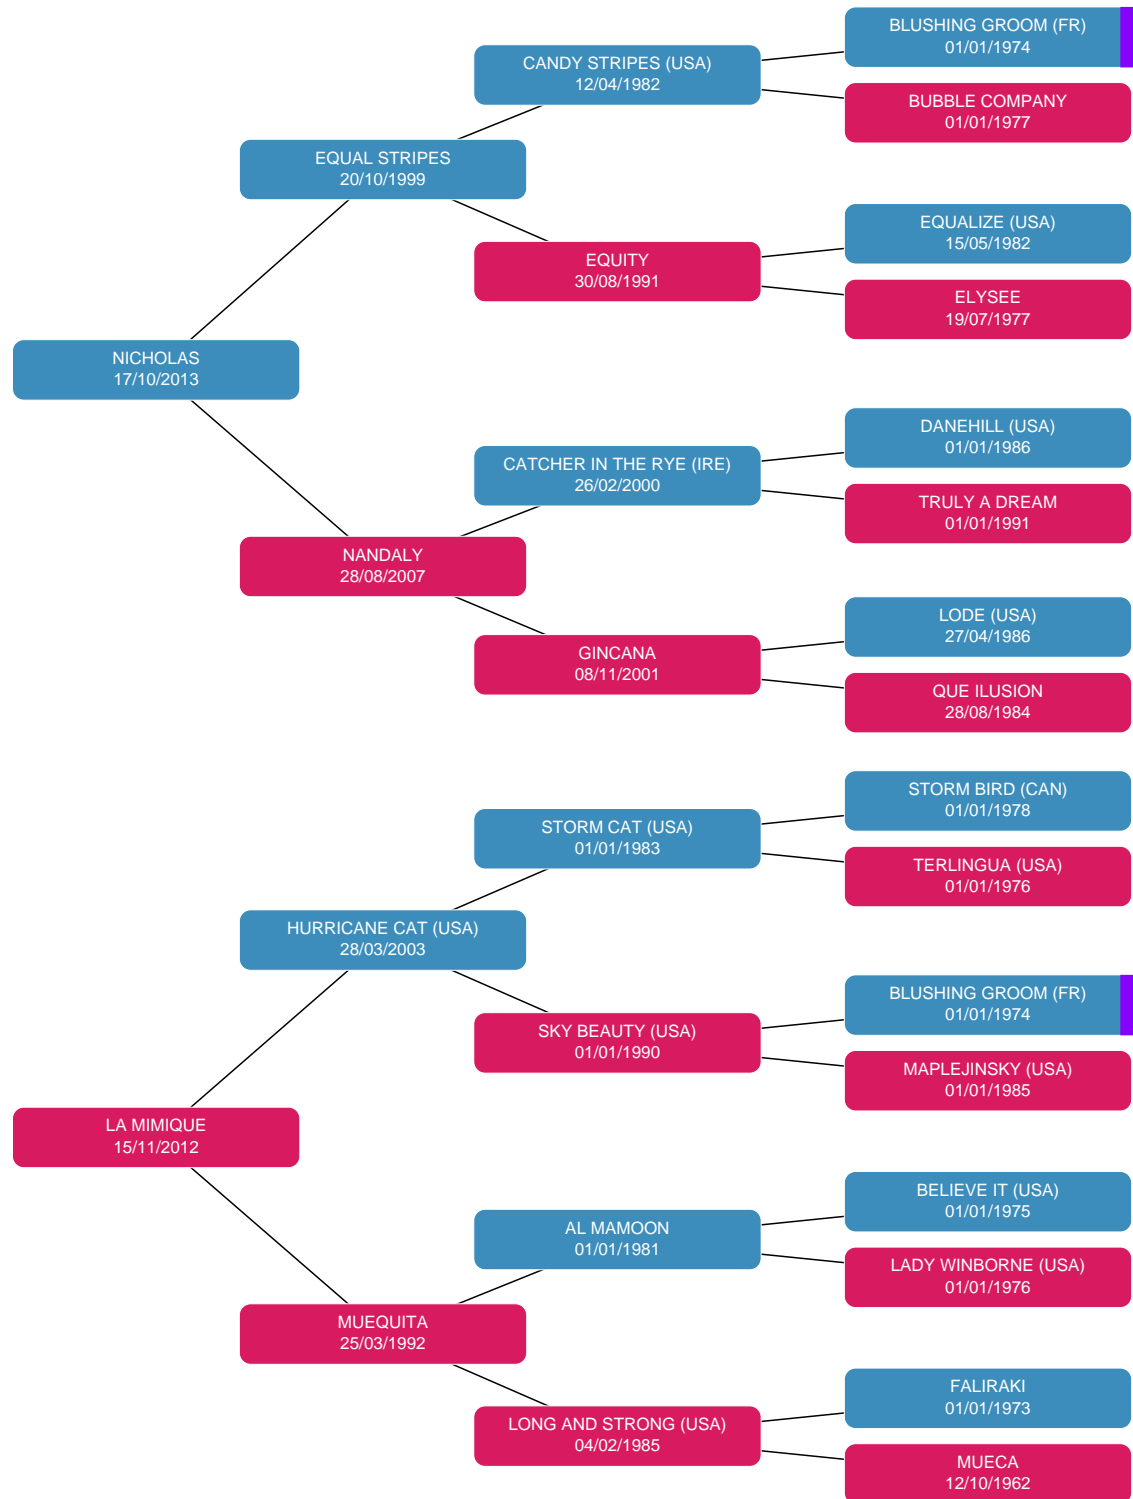 BLUSHING GROOM (FR)
01/01/1974
CANDY STRIPES (USA)
12/04/1982
BUBBLE COMPANY
01/01/1977
EQUAL STRIPES
20/10/1999
EQUALIZE (USA)
15/05/1982
EQUITY
30/08/1991
ELYSEE
19/07/1977
NICHOLAS
17/10/2013
DANEHILL (USA)
01/01/1986
CATCHER IN THE RYE (IRE)
26/02/2000
TRULY A DREAM
01/01/1991
NANDALY
28/08/2007
LODE (USA)
27/04/1986
GINCANA
08/11/2001
QUE ILUSION
28/08/1984
STORM BIRD (CAN)
01/01/1978
STORM CAT (USA)
01/01/1983
TERLINGUA (USA)
01/01/1976
HURRICANE CAT (USA)
28/03/2003
BLUSHING GROOM (FR)
01/01/1974
SKY BEAUTY (USA)
01/01/1990
MAPLEJINSKY (USA)
01/01/1985
LA MIMIQUE
15/11/2012
BELIEVE IT (USA)
01/01/1975
AL MAMOON
01/01/1981
LADY WINBORNE (USA)
01/01/1976
MUEQUITA
25/03/1992
FALIRAKI
01/01/1973
LONG AND STRONG (USA)
04/02/1985
MUECA
12/10/1962